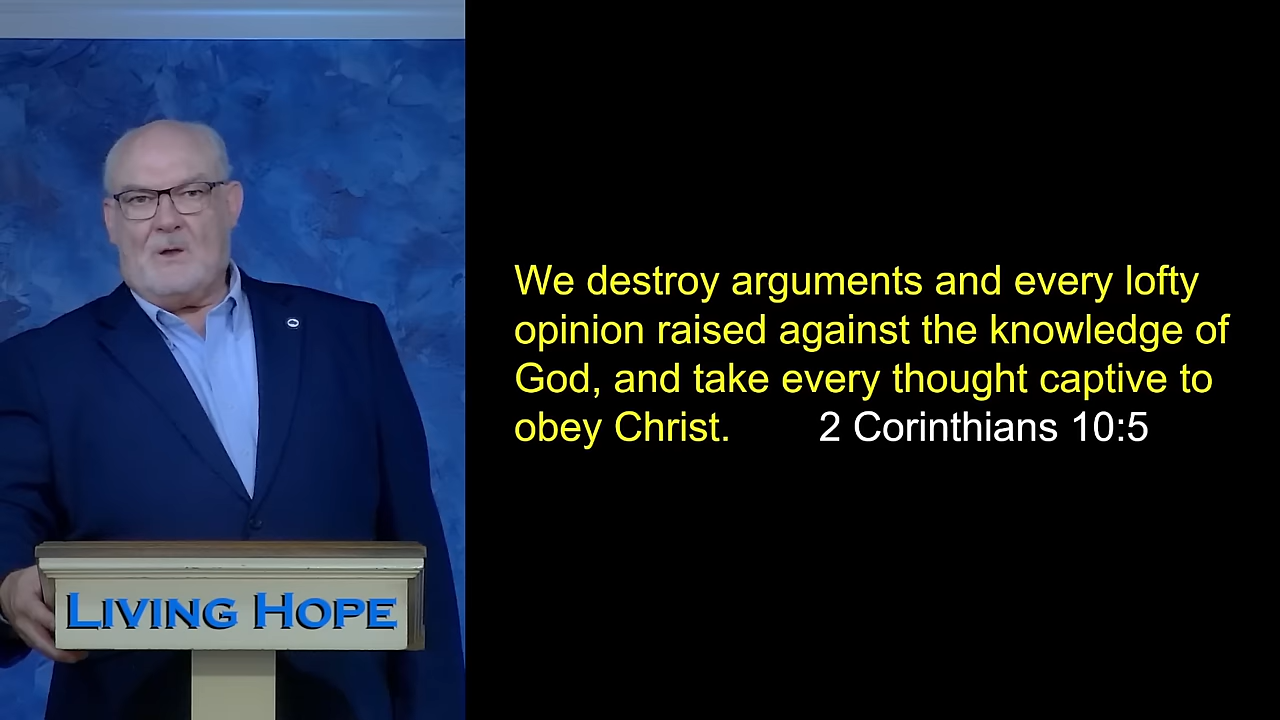 LIVING HOPE
We destroy arguments and every lofty
opinion raised against the knowledge of
God, and take every thought captive to
obey Christ. 2 Corinthians 10:5